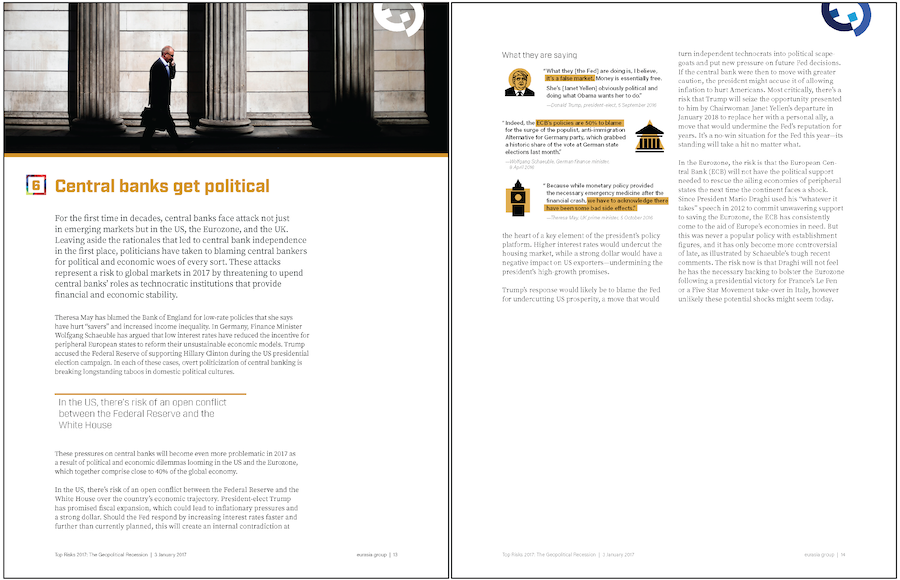 6 Central banks get political
For the first time in decades, central banks face attack not just
in emerging markets but in the US, the Eurozone, and the UK.
Leaving aside the rationales that led to central bank independence
in the first place, politicians have taken to blaming central bankers
for political and economic woes of every sort. These attacks
represent a risk to global markets in 2017 by threatening to upend
central banks' roles as technocratic institutions that provide
financial and economic stability.
Theresa May has blamed the Bank of England for low-rate policies that she says
have hurt "savers" and increased income inequality. In Germany, Finance Minister
Wolfgang Schaeuble has argued that low interest rates have reduced the incentive for
peripheral European states to reform their unsustainable economic models. Trump
accused the Federal Reserve of supporting Hillary Clinton during the US presidential
election campaign. In each of these cases, overt politicization of central banking is
breaking longstanding taboos in domestic political cultures.
In the US, there's risk of an open conflict
between the Federal Reserve and the
White House
These pressures on central banks will become even more problematic in 2017 as
a result of political and economic dilemmas looming in the US and the Eurozone,
which together comprise close to 40% of the global economy.
In the US, there's risk of an open conflict between the Federal Reserve and the
White House over the country's economic trajectory. President-elect Trump
has promised fiscal expansion, which could lead to inflationary pressures and
a strong dollar. Should the Fed respond by increasing interest rates faster and
further than currently planned, this will create an internal contradiction at
Top Risks 2017: The Geopolitical Recession | 3 January 2017
eurasia group | 13
What they are saying
"What they [the Fed] are doing is, I believe,
it's a false market. Money is essentially free.
She's [Janet Yellen] obviously political and
doing what Obama wants her to do."
—Donald Trump, president-elect, 5 September 2016
"Indeed, the ECB's policies are 50% to blame
for the surge of the populist, anti-immigration
Alternative for Germany party, which grabbed
a historic share of the vote at German state
elections last month."
—Wolfgang Schaeuble, German finance minister,
8 April 2016
"Because while monetary policy provided
the necessary emergency medicine after the
financial crash, we have to acknowledge there
have been some bad side effects."
—Theresa May, UK prime minister, 5 October 2016
the heart of a key element of the president's policy
platform. Higher interest rates would undercut the
housing market, while a strong dollar would have a
negative impact on US exporters—undermining the
president's high-growth promises.
Trump's response would likely be to blame the Fed
for undercutting US prosperity, a move that would
turn independent technocrats into political scape-
goats and put new pressure on future Fed decisions.
If the central bank were then to move with greater
caution, the president might accuse it of allowing
inflation to hurt Americans. Most critically, there's a
risk that Trump will seize the opportunity presented
to him by Chairwoman Janet Yellen's departure in
January 2018 to replace her with a personal ally, a
move that would undermine the Fed's reputation for
years. It's a no-win situation for the Fed this year—its
standing will take a hit no matter what.
In the Eurozone, the risk is that the European Cen-
tral Bank (ECB) will not have the political support
needed to rescue the ailing economies of peripheral
states the next time the continent faces a shock.
Since President Mario Draghi used his "whatever it
takes" speech in 2012 to commit unwavering support
to saving the Eurozone, the ECB has consistently
come to the aid of Europe's economies in need. But
this was never a popular policy with establishment
figures, and it has only become more controversial
of late, as illustrated by Schaeuble's tough recent
comments. The risk now is that Draghi will not feel
he has the necessary backing to bolster the Eurozone
following a presidential victory for France's Le Pen
or a Five Star Movement take-over in Italy, however
unlikely these potential shocks might seem today.
Top Risks 2017: The Geopolitical Recession | 3 January 2017
eurasia group | 14